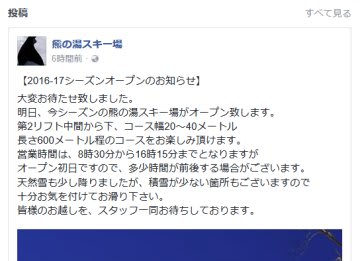 投稿
すべて見る
熊の湯スキー場
6時間前
【2016-17シーズンオープンのお知らせ】
大変お待たせ致しました。
明日、今シーズンの熊の湯スキー場がオープン致します。
第2リフト中間から下、コース幅20～40メートル
長さ600メートル程のコースをお楽しみ頂けます。
営業時間は、8時30分から16時15分までとなりますが
オープン初日ですので、多少時間が前後する場合がございます。
天然雪も少し降りましたが、積雪が少ない箇所もございますので
十分お気を付けてお滑り下さい。
皆様のお越しを、スタッフ一同お待ちしております。